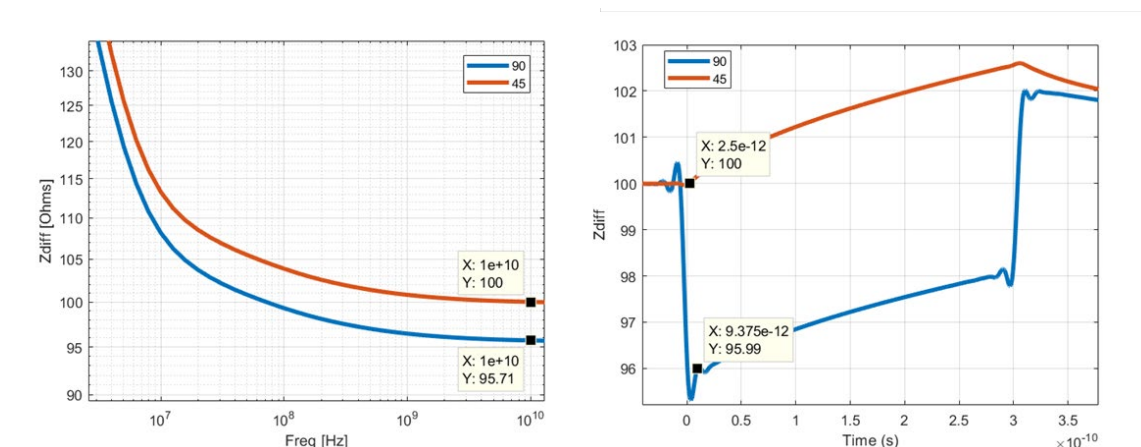 130
125
120
115
110
105
100
95
90
Zdiff [Ohms]
90
45
X: 1e+10
Y: 100
X: 1e+10
Y: 95.71
10^7
10^8
10^9
10^10
Freq [Hz]
103
102
101
100
99
98
97
96
Zdiff
90
45
X: 2.5e-12
Y: 100
X: 9.375e-12
Y: 95.99
0
0.5
1
1.5
2
2.5
3
3.5
Time (s)
×10^-10